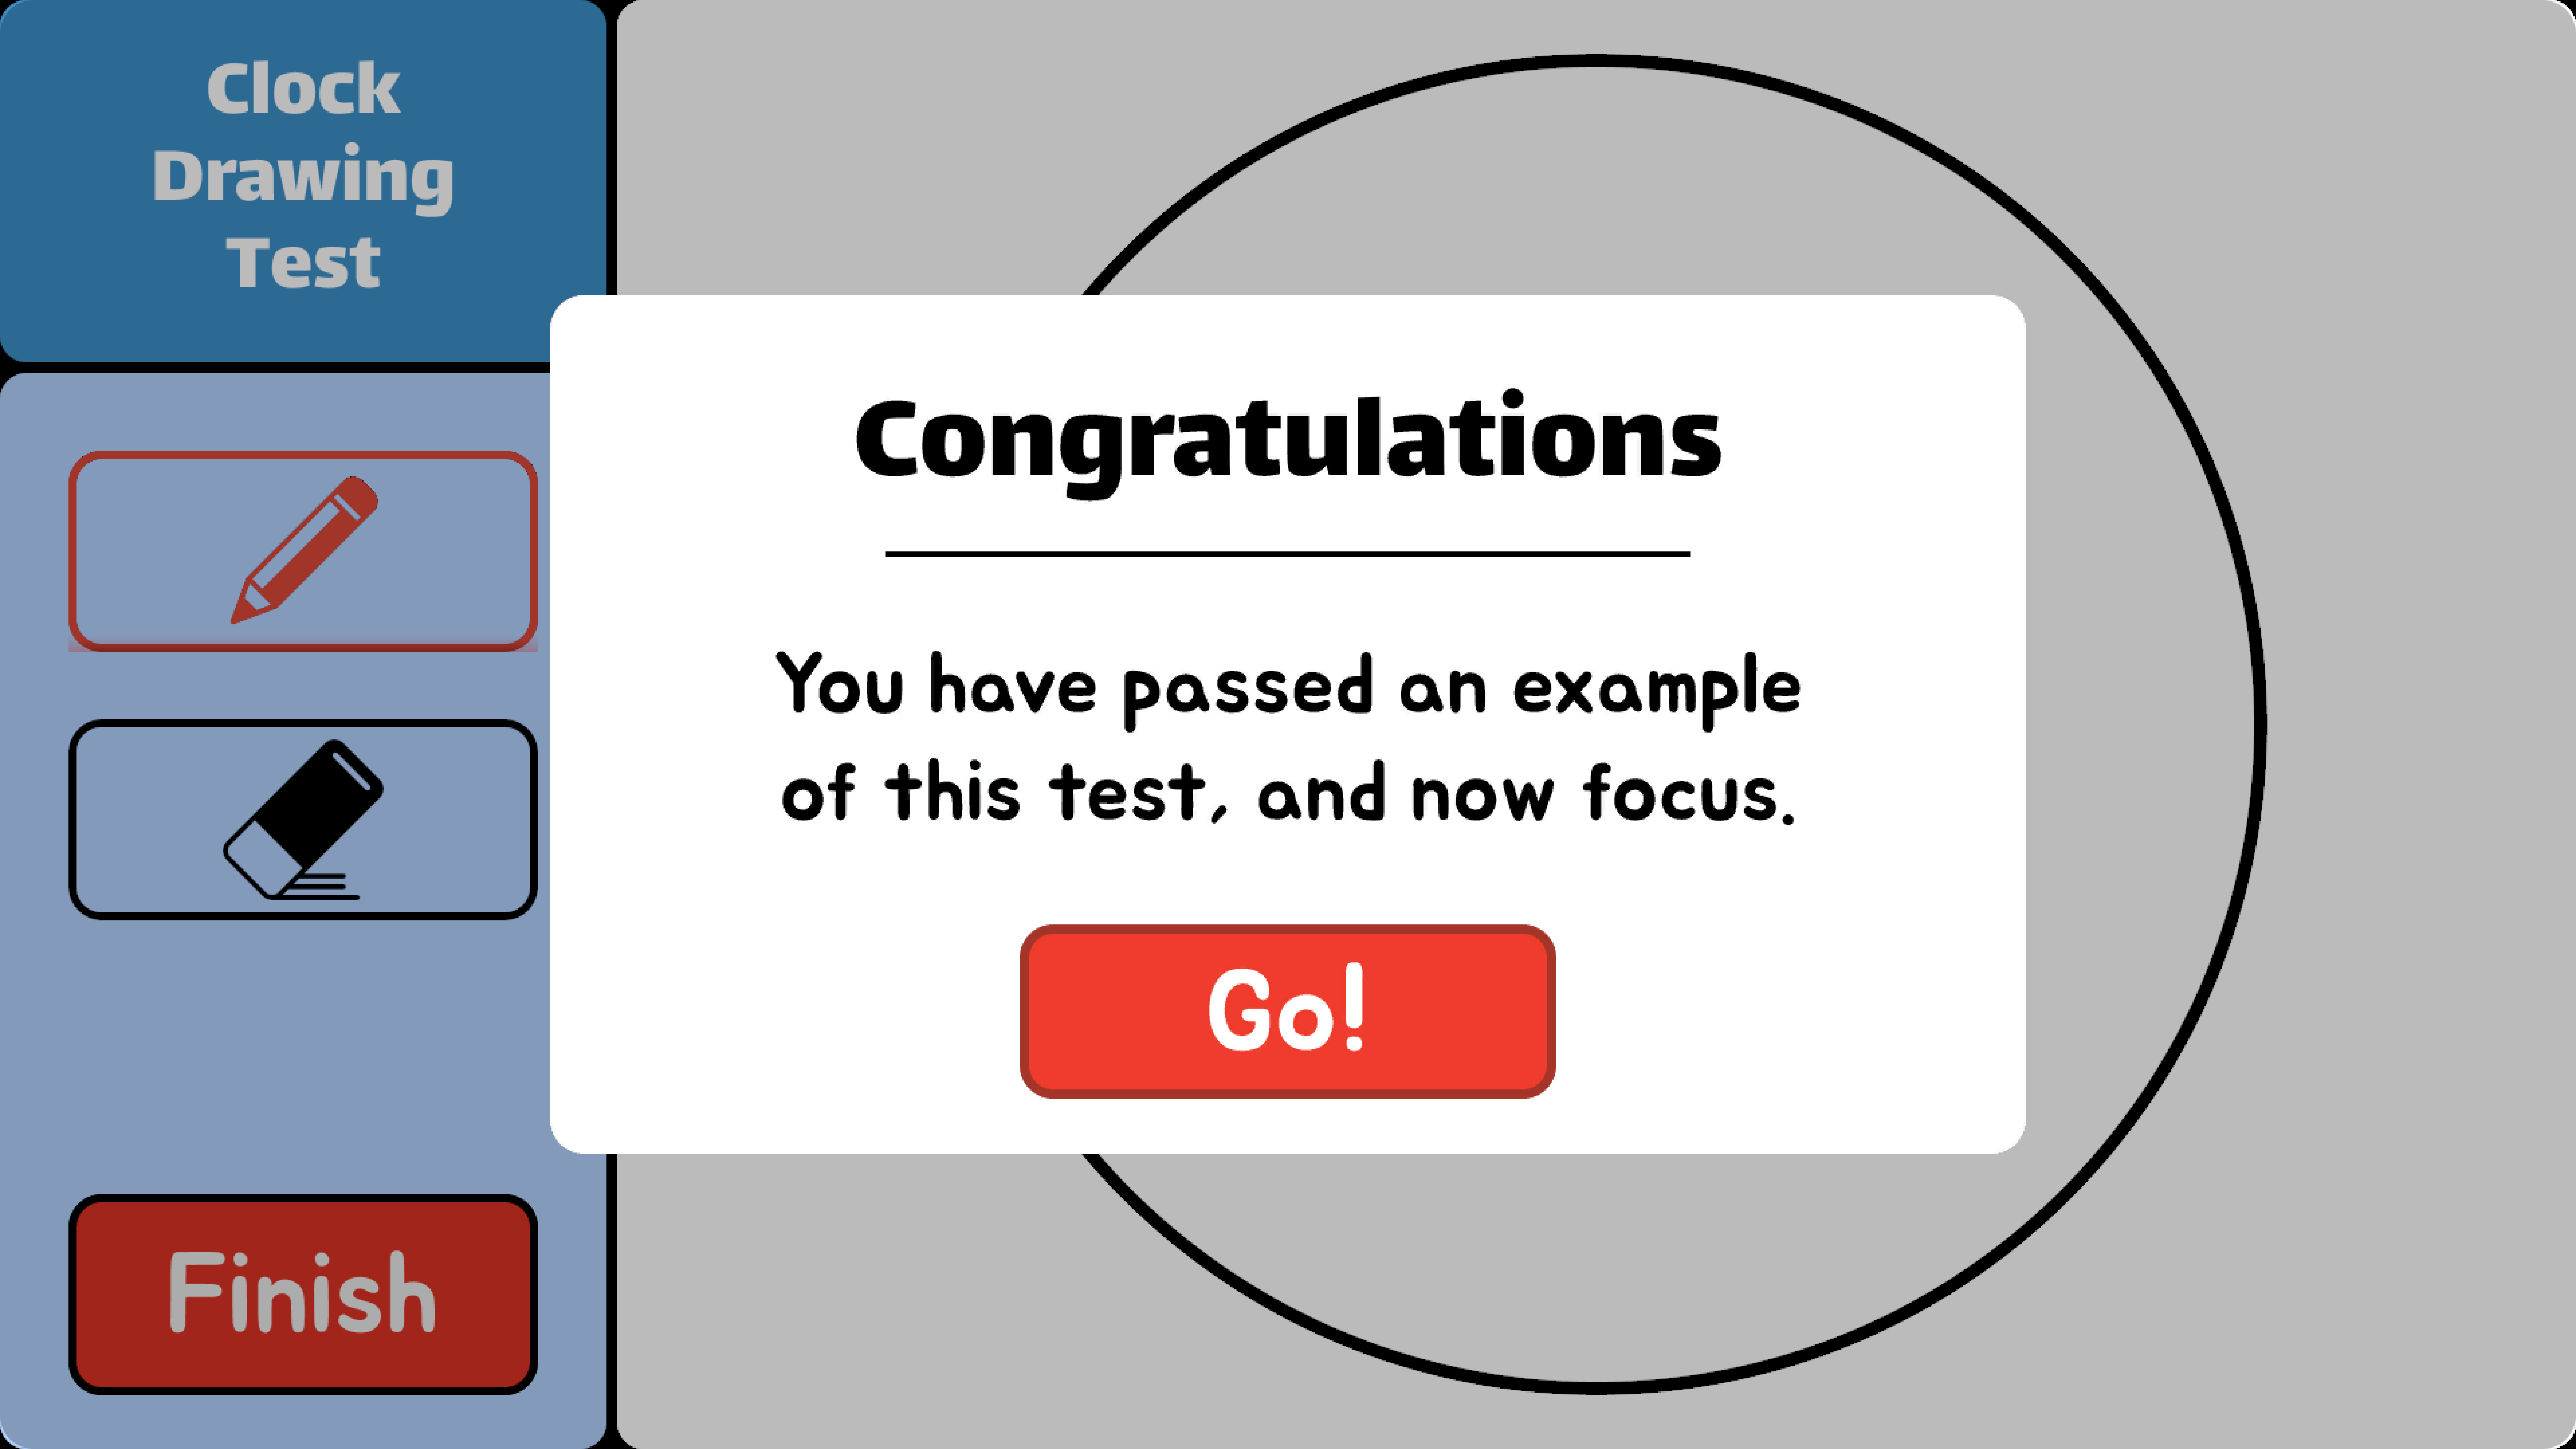 Clock
Drawing
Test
Congratulations
You have passed an example
of this test, and now focus.
Go!
Finish